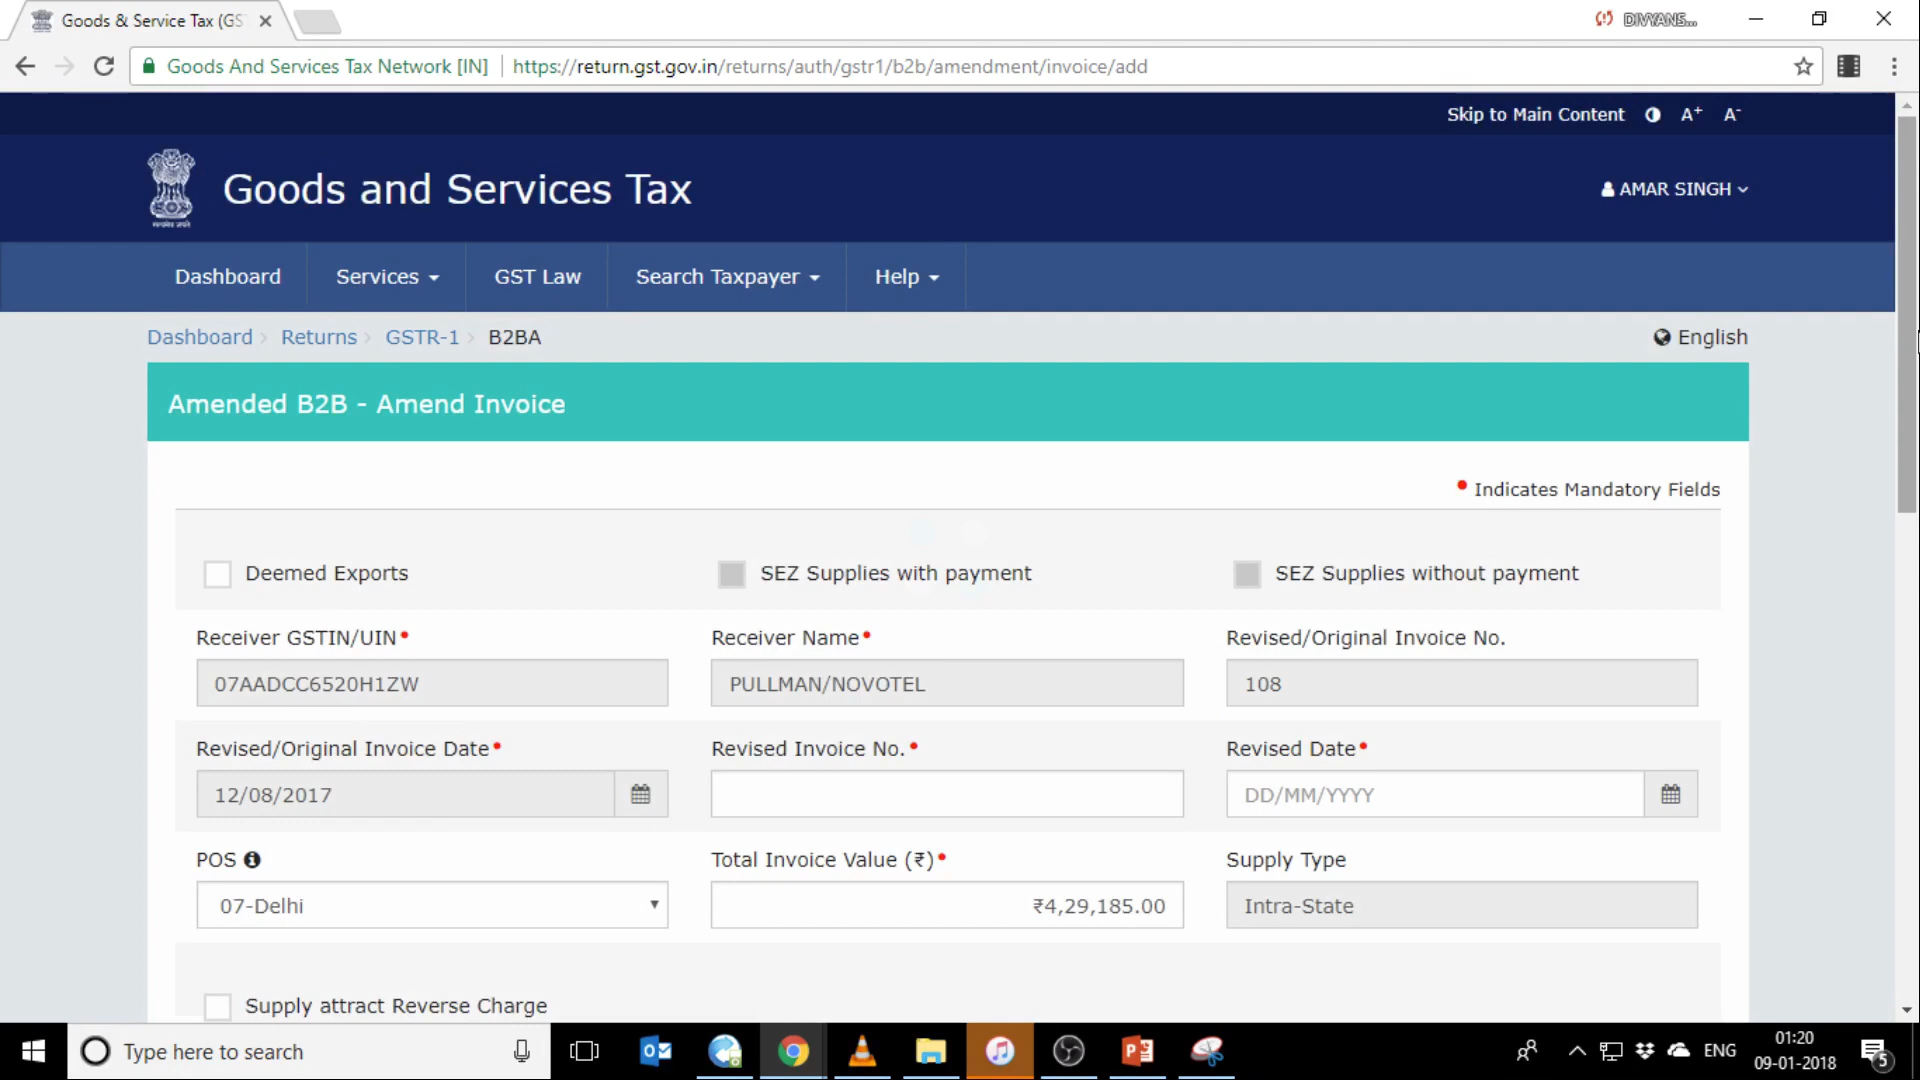 Goods & Service Tax (GS
DIVYANS...
Goods And Services Tax Network [IN] https://return.gst.gov.in/returns/auth/gstr1/b2b/amendment/invoice/add
Skip to Main Content A+ A-
Goods and Services Tax
AMAR SINGH
Dashboard Services GST Law Search Taxpayer Help
Dashboard > Returns > GSTR-1 > B2BA
English
Amended B2B - Amend Invoice
• Indicates Mandatory Fields
Deemed Exports SEZ Supplies with payment SEZ Supplies without payment
Receiver GSTIN/UIN• Receiver Name• Revised/Original Invoice No.
07AADCC6520H1ZW PULLMAN/NOVOTEL 108
Revised/Original Invoice Date• Revised Invoice No.• Revised Date•
12/08/2017 DD/MM/YYYY
POS Total Invoice Value (₹)• Supply Type
07-Delhi ₹4,29,185.00 Intra-State
Supply attract Reverse Charge
Type here to search
ENG
01:20
09-01-2018
5